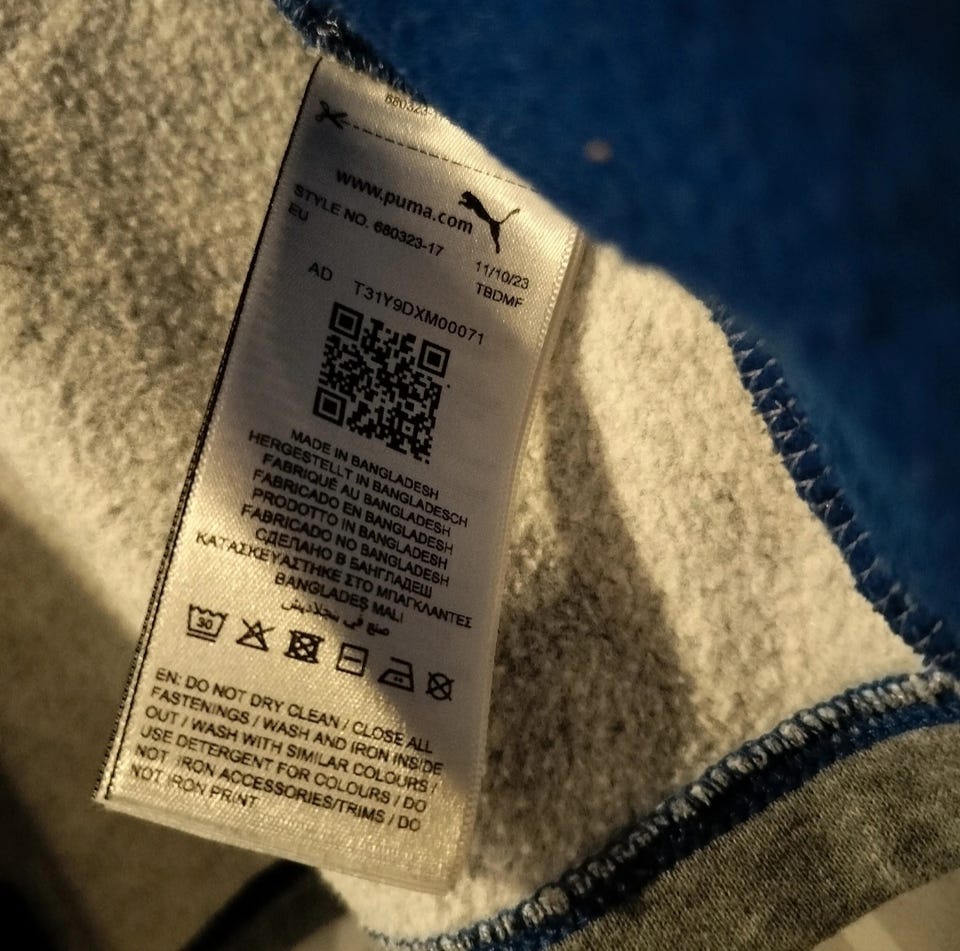 680323-1
www.puma.com
STYLE NO. 680323-17
EU
11/10/23
TBDMF
AD T31Y9DXM00071
MADE IN BANGLADESH
HERGESTELLT IN BANGLADESCH
FABRIQUÉ AU BANGLADESH
FABRICADO EN BANGLADESH
PRODOTTO IN BANGLADESH
FABRICADO NO BANGLADESH
СДЕЛАНО В БАНГЛАДЕШ
ΚΑΤΑΣΚΕΥΑΣΤΗΚΕ ΣΤΟ ΜΠΑΓΚΛΑΝΤΕΣ
BANGLADES MALI
صنع في بنجلاديش
30
EN: DO NOT DRY CLEAN / CLOSE ALL
FASTENINGS / WASH AND IRON INSIDE
OUT / WASH WITH SIMILAR COLOURS /
USE DETERGENT FOR COLOURS / DO
NOT IRON ACCESSORIES/TRIMS / DO
NOT IRON PRINT